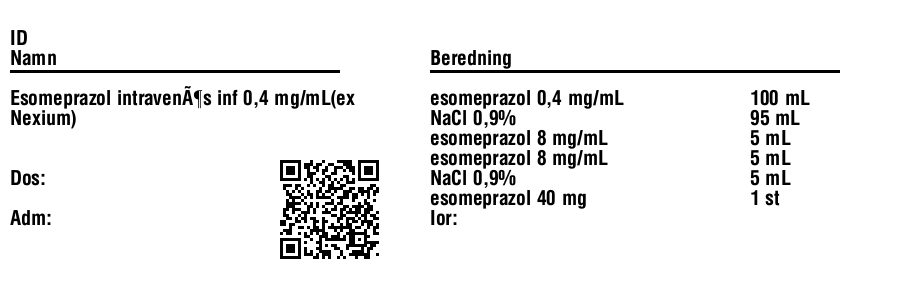 ID
Namn
Esomeprazol intravenÃ¶s inf 0,4 mg/mL(ex
Nexium)
Dos:
Adm:
Beredning
esomeprazol 0,4 mg/mL 100 mL
NaCl 0,9% 95 mL
esomeprazol 8 mg/mL 5 mL
esomeprazol 8 mg/mL 5 mL
NaCl 0,9% 5 mL
esomeprazol 40 mg 1 st
lor: